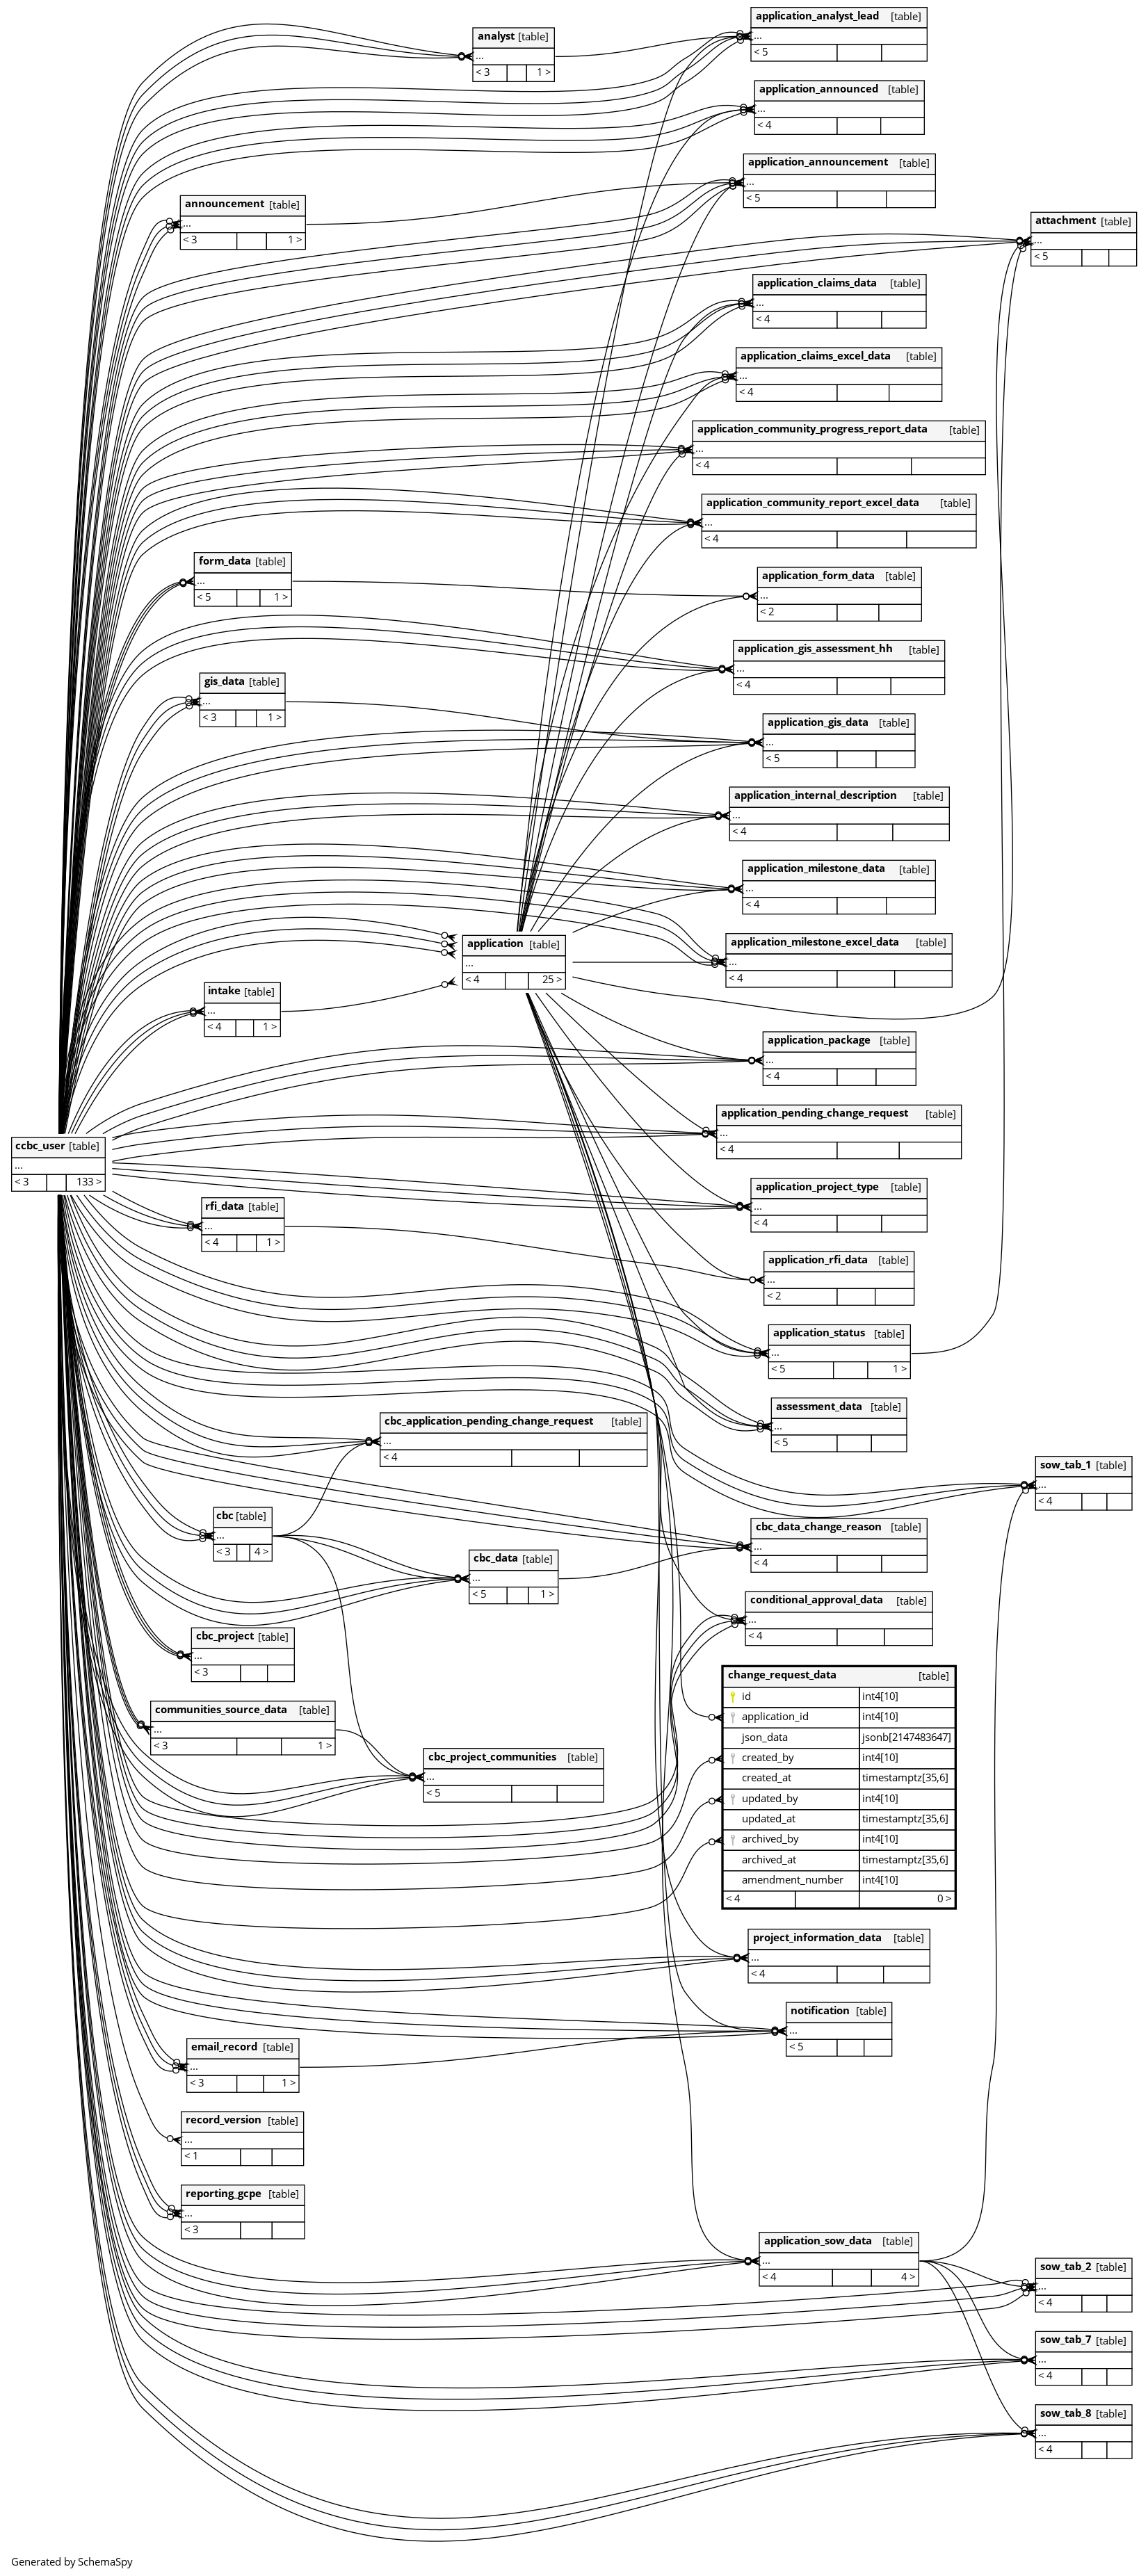 analyst [table]
...
< 3 1 >
application_analyst_lead [table]
...
< 5
application_announced [table]
...
< 4
application_announcement [table]
...
< 5
announcement [table]
...
< 3 1 >
attachment [table]
...
< 5
application_claims_data [table]
...
< 4
application_claims_excel_data [table]
...
< 4
application_community_progress_report_data [table]
...
< 4
application_community_report_excel_data [table]
...
< 4
form_data [table]
...
< 5 1 >
application_form_data [table]
...
< 2
application_gis_assessment_hh [table]
...
< 4
gis_data [table]
...
< 3 1 >
application_gis_data [table]
...
< 5
application_internal_description [table]
...
< 4
application_milestone_data [table]
...
< 4
application [table]
...
< 4 25 >
application_milestone_excel_data [table]
...
< 4
intake [table]
...
< 4 1 >
application_package [table]
...
< 4
application_pending_change_request [table]
...
< 4
ccbc_user [table]
...
< 3 133 >
application_project_type [table]
...
< 4
rfi_data [table]
...
< 4 1 >
application_rfi_data [table]
...
< 2
application_status [table]
...
< 5 1 >
assessment_data [table]
...
< 5
cbc_application_pending_change_request [table]
...
< 4
sow_tab_1 [table]
...
< 4
cbc [table]
...
< 3 4 >
cbc_data_change_reason [table]
...
< 4
cbc_data [table]
...
< 5 1 >
conditional_approval_data [table]
...
< 4
cbc_project [table]
...
< 3
change_request_data [table]
id int4[10]
application_id int4[10]
json_data jsonb[2147483647]
created_by int4[10]
created_at timestamptz[35,6]
updated_by int4[10]
updated_at timestamptz[35,6]
archived_by int4[10]
archived_at timestamptz[35,6]
amendment_number int4[10]
< 4 0 >
communities_source_data [table]
...
< 3 1 >
cbc_project_communities [table]
...
< 5
project_information_data [table]
...
< 4
notification [table]
...
< 5
email_record [table]
...
< 3 1 >
record_version [table]
...
< 1
reporting_gcpe [table]
...
< 3
application_sow_data [table]
...
< 4 4 >
sow_tab_2 [table]
...
< 4
sow_tab_7 [table]
...
< 4
sow_tab_8 [table]
...
< 4
Generated by SchemaSpy